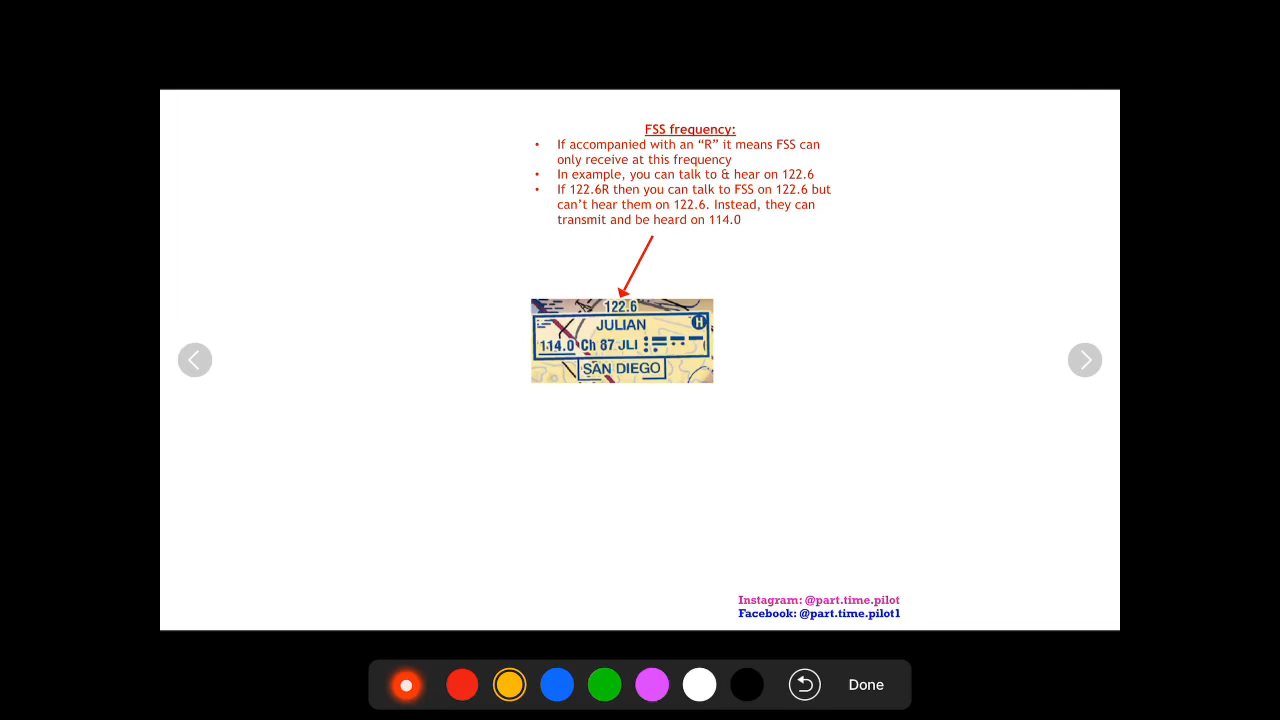 FSS frequency:
• If accompanied with an “R” it means FSS can
only receive at this frequency
• In example, you can talk to & hear on 122.6
• If 122.6R then you can talk to FSS on 122.6 but
can’t hear them on 122.6. Instead, they can
transmit and be heard on 114.0
122.6
JULIAN
H
114.0 Ch 87 JLI
SAN DIEGO
Instagram: @part.time.pilot
Facebook: @part.time.pilot1
Done